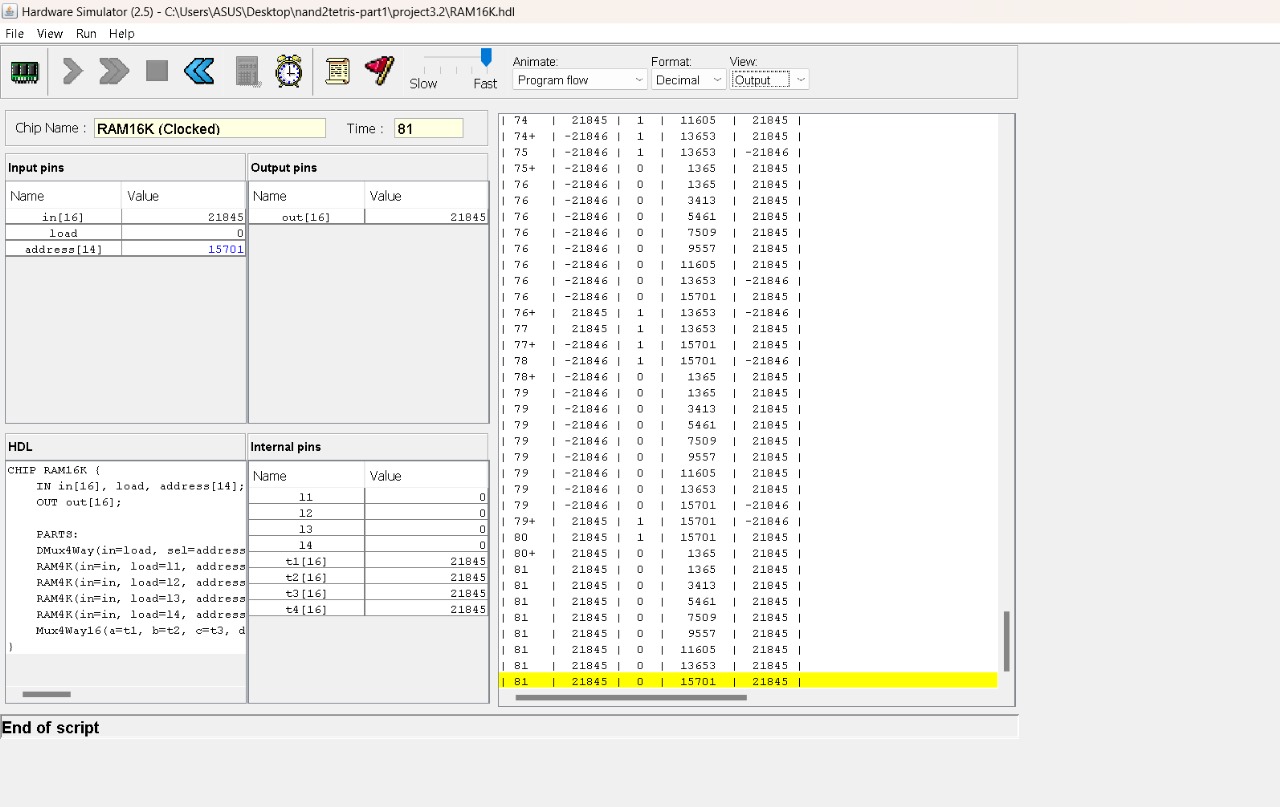 Hardware Simulator (2.5) - C:\Users\ASUS\Desktop\nand2tetris-part1\project3.2\RAM16K.hdl
File View Run Help
Slow Fast
Animate: Format: View:
Program flow Decimal Output
Chip Name : RAM16K (Clocked) Time : 81
Input pins
Name Value
in[16] 21845
load 0
address[14] 15701
Output pins
Name Value
out[16] 21845
HDL
CHIP RAM16K {
IN in[16], load, address[14];
OUT out[16];
PARTS:
DMux4Way(in=load, sel=address
RAM4K(in=in, load=l1, address
RAM4K(in=in, load=l2, address
RAM4K(in=in, load=l3, address
RAM4K(in=in, load=l4, address
Mux4Way16(a=t1, b=t2, c=t3, d
}
Internal pins
Name Value
l1 0
l2 0
l3 0
l4 0
t1[16] 21845
t2[16] 21845
t3[16] 21845
t4[16] 21845
| 74 | 21845 | 1 | 11605 | 21845 |
| 74+ | -21846 | 1 | 13653 | 21845 |
| 75 | -21846 | 1 | 13653 | -21846 |
| 75+ | -21846 | 0 | 1365 | 21845 |
| 76 | -21846 | 0 | 1365 | 21845 |
| 76 | -21846 | 0 | 3413 | 21845 |
| 76 | -21846 | 0 | 5461 | 21845 |
| 76 | -21846 | 0 | 7509 | 21845 |
| 76 | -21846 | 0 | 9557 | 21845 |
| 76 | -21846 | 0 | 11605 | 21845 |
| 76 | -21846 | 0 | 13653 | -21846 |
| 76 | -21846 | 0 | 15701 | 21845 |
| 76+ | 21845 | 1 | 13653 | -21846 |
| 77 | 21845 | 1 | 13653 | 21845 |
| 77+ | -21846 | 1 | 15701 | 21845 |
| 78 | -21846 | 1 | 15701 | -21846 |
| 78+ | -21846 | 0 | 1365 | 21845 |
| 79 | -21846 | 0 | 1365 | 21845 |
| 79 | -21846 | 0 | 3413 | 21845 |
| 79 | -21846 | 0 | 5461 | 21845 |
| 79 | -21846 | 0 | 7509 | 21845 |
| 79 | -21846 | 0 | 9557 | 21845 |
| 79 | -21846 | 0 | 11605 | 21845 |
| 79 | -21846 | 0 | 13653 | 21845 |
| 79 | -21846 | 0 | 15701 | -21846 |
| 79+ | 21845 | 1 | 15701 | -21846 |
| 80 | 21845 | 1 | 15701 | 21845 |
| 80+ | 21845 | 0 | 1365 | 21845 |
| 81 | 21845 | 0 | 1365 | 21845 |
| 81 | 21845 | 0 | 3413 | 21845 |
| 81 | 21845 | 0 | 5461 | 21845 |
| 81 | 21845 | 0 | 7509 | 21845 |
| 81 | 21845 | 0 | 9557 | 21845 |
| 81 | 21845 | 0 | 11605 | 21845 |
| 81 | 21845 | 0 | 13653 | 21845 |
| 81 | 21845 | 0 | 15701 | 21845 |
End of script